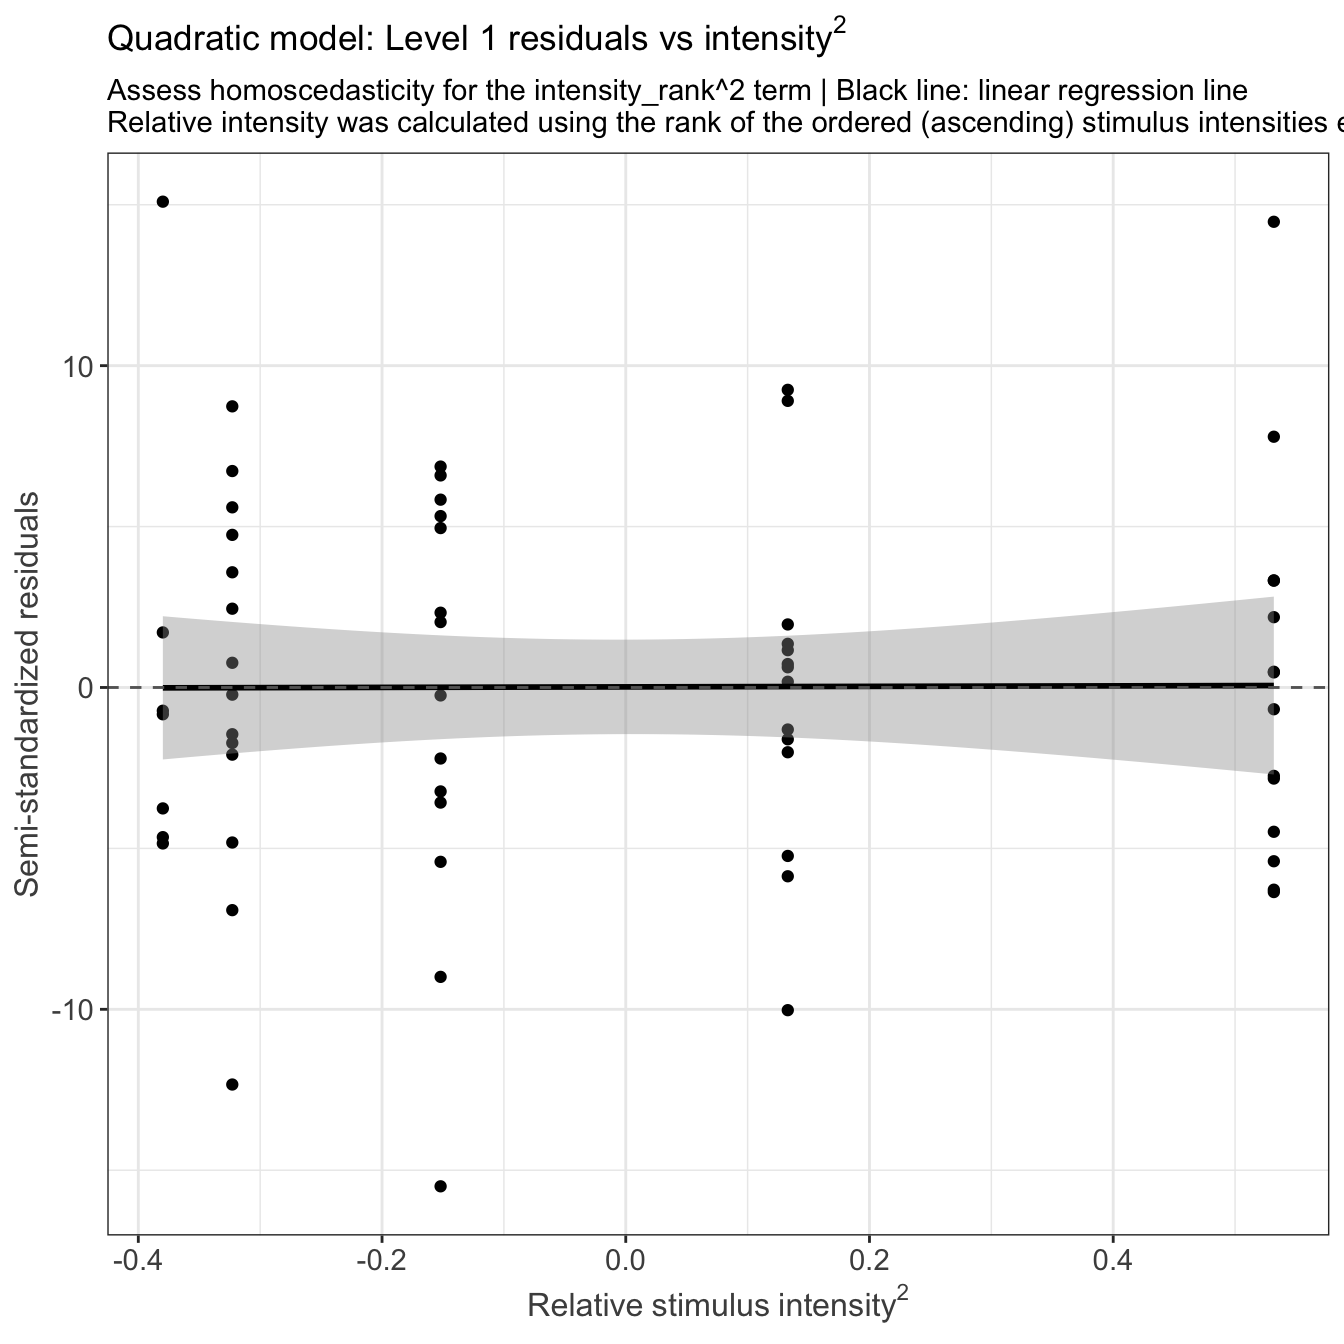 Quadratic model: Level 1 residuals vs intensity²
Assess homoscedasticity for the intensity_rank^2 term | Black line: linear regression line
Relative intensity was calculated using the rank of the ordered (ascending) stimulus intensities
10
0
-10
Semi-standardized residuals
-0.4
-0.2
0.0
0.2
0.4
Relative stimulus intensity²